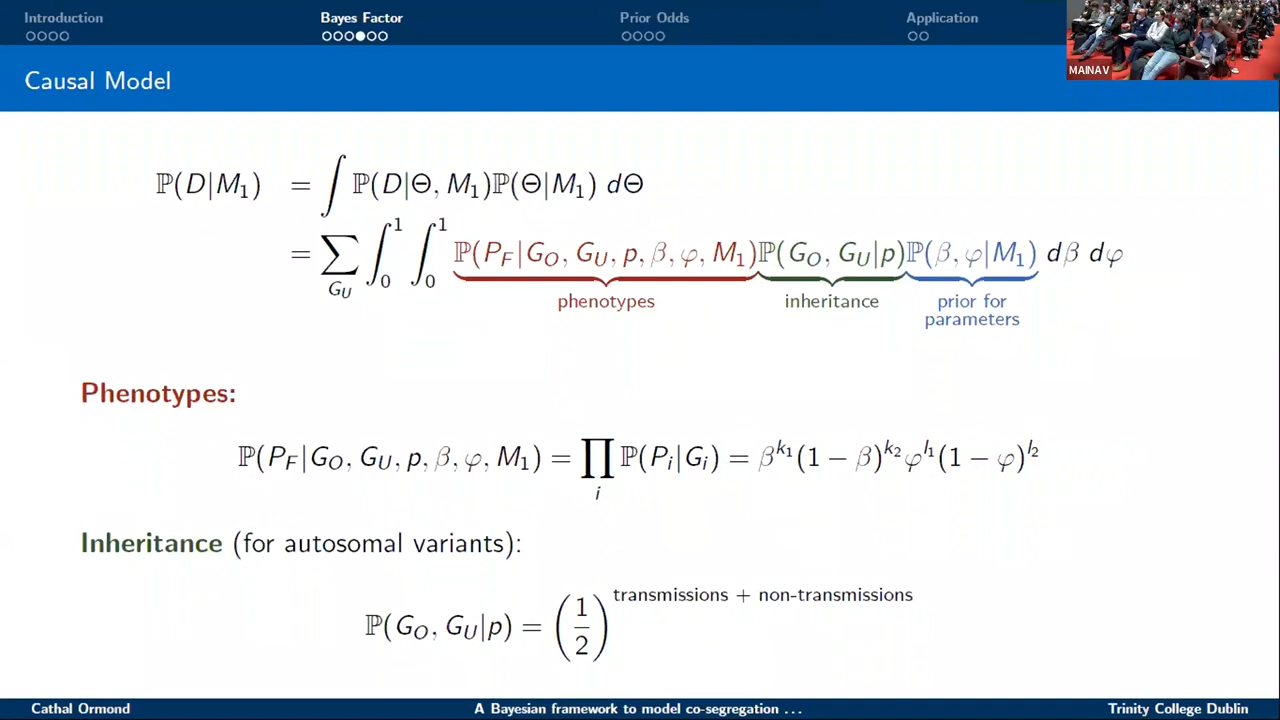 Introduction Bayes Factor Prior Odds Application
MAINAV
Causal Model
ℙ(D|M₁) = ∫ ℙ(D|Θ, M₁)ℙ(Θ|M₁) dΘ
= ∑_{G_U} ∫₀¹ ∫₀¹ ℙ(P_F|G_O, G_U, p, β, φ, M₁)ℙ(G_O, G_U|p)ℙ(β, φ|M₁) dβ dφ
phenotypes inheritance prior for
parameters
Phenotypes:
ℙ(P_F|G_O, G_U, p, β, φ, M₁) = ∏_i ℙ(P_i|G_i) = β^{k₁}(1 − β)^{k₂}φ^{l₁}(1 − φ)^{l₂}
Inheritance (for autosomal variants):
ℙ(G_O, G_U|p) = (1/2)^{transmissions + non-transmissions}
Cathal Ormond A Bayesian framework to model co-segregation ... Trinity College Dublin